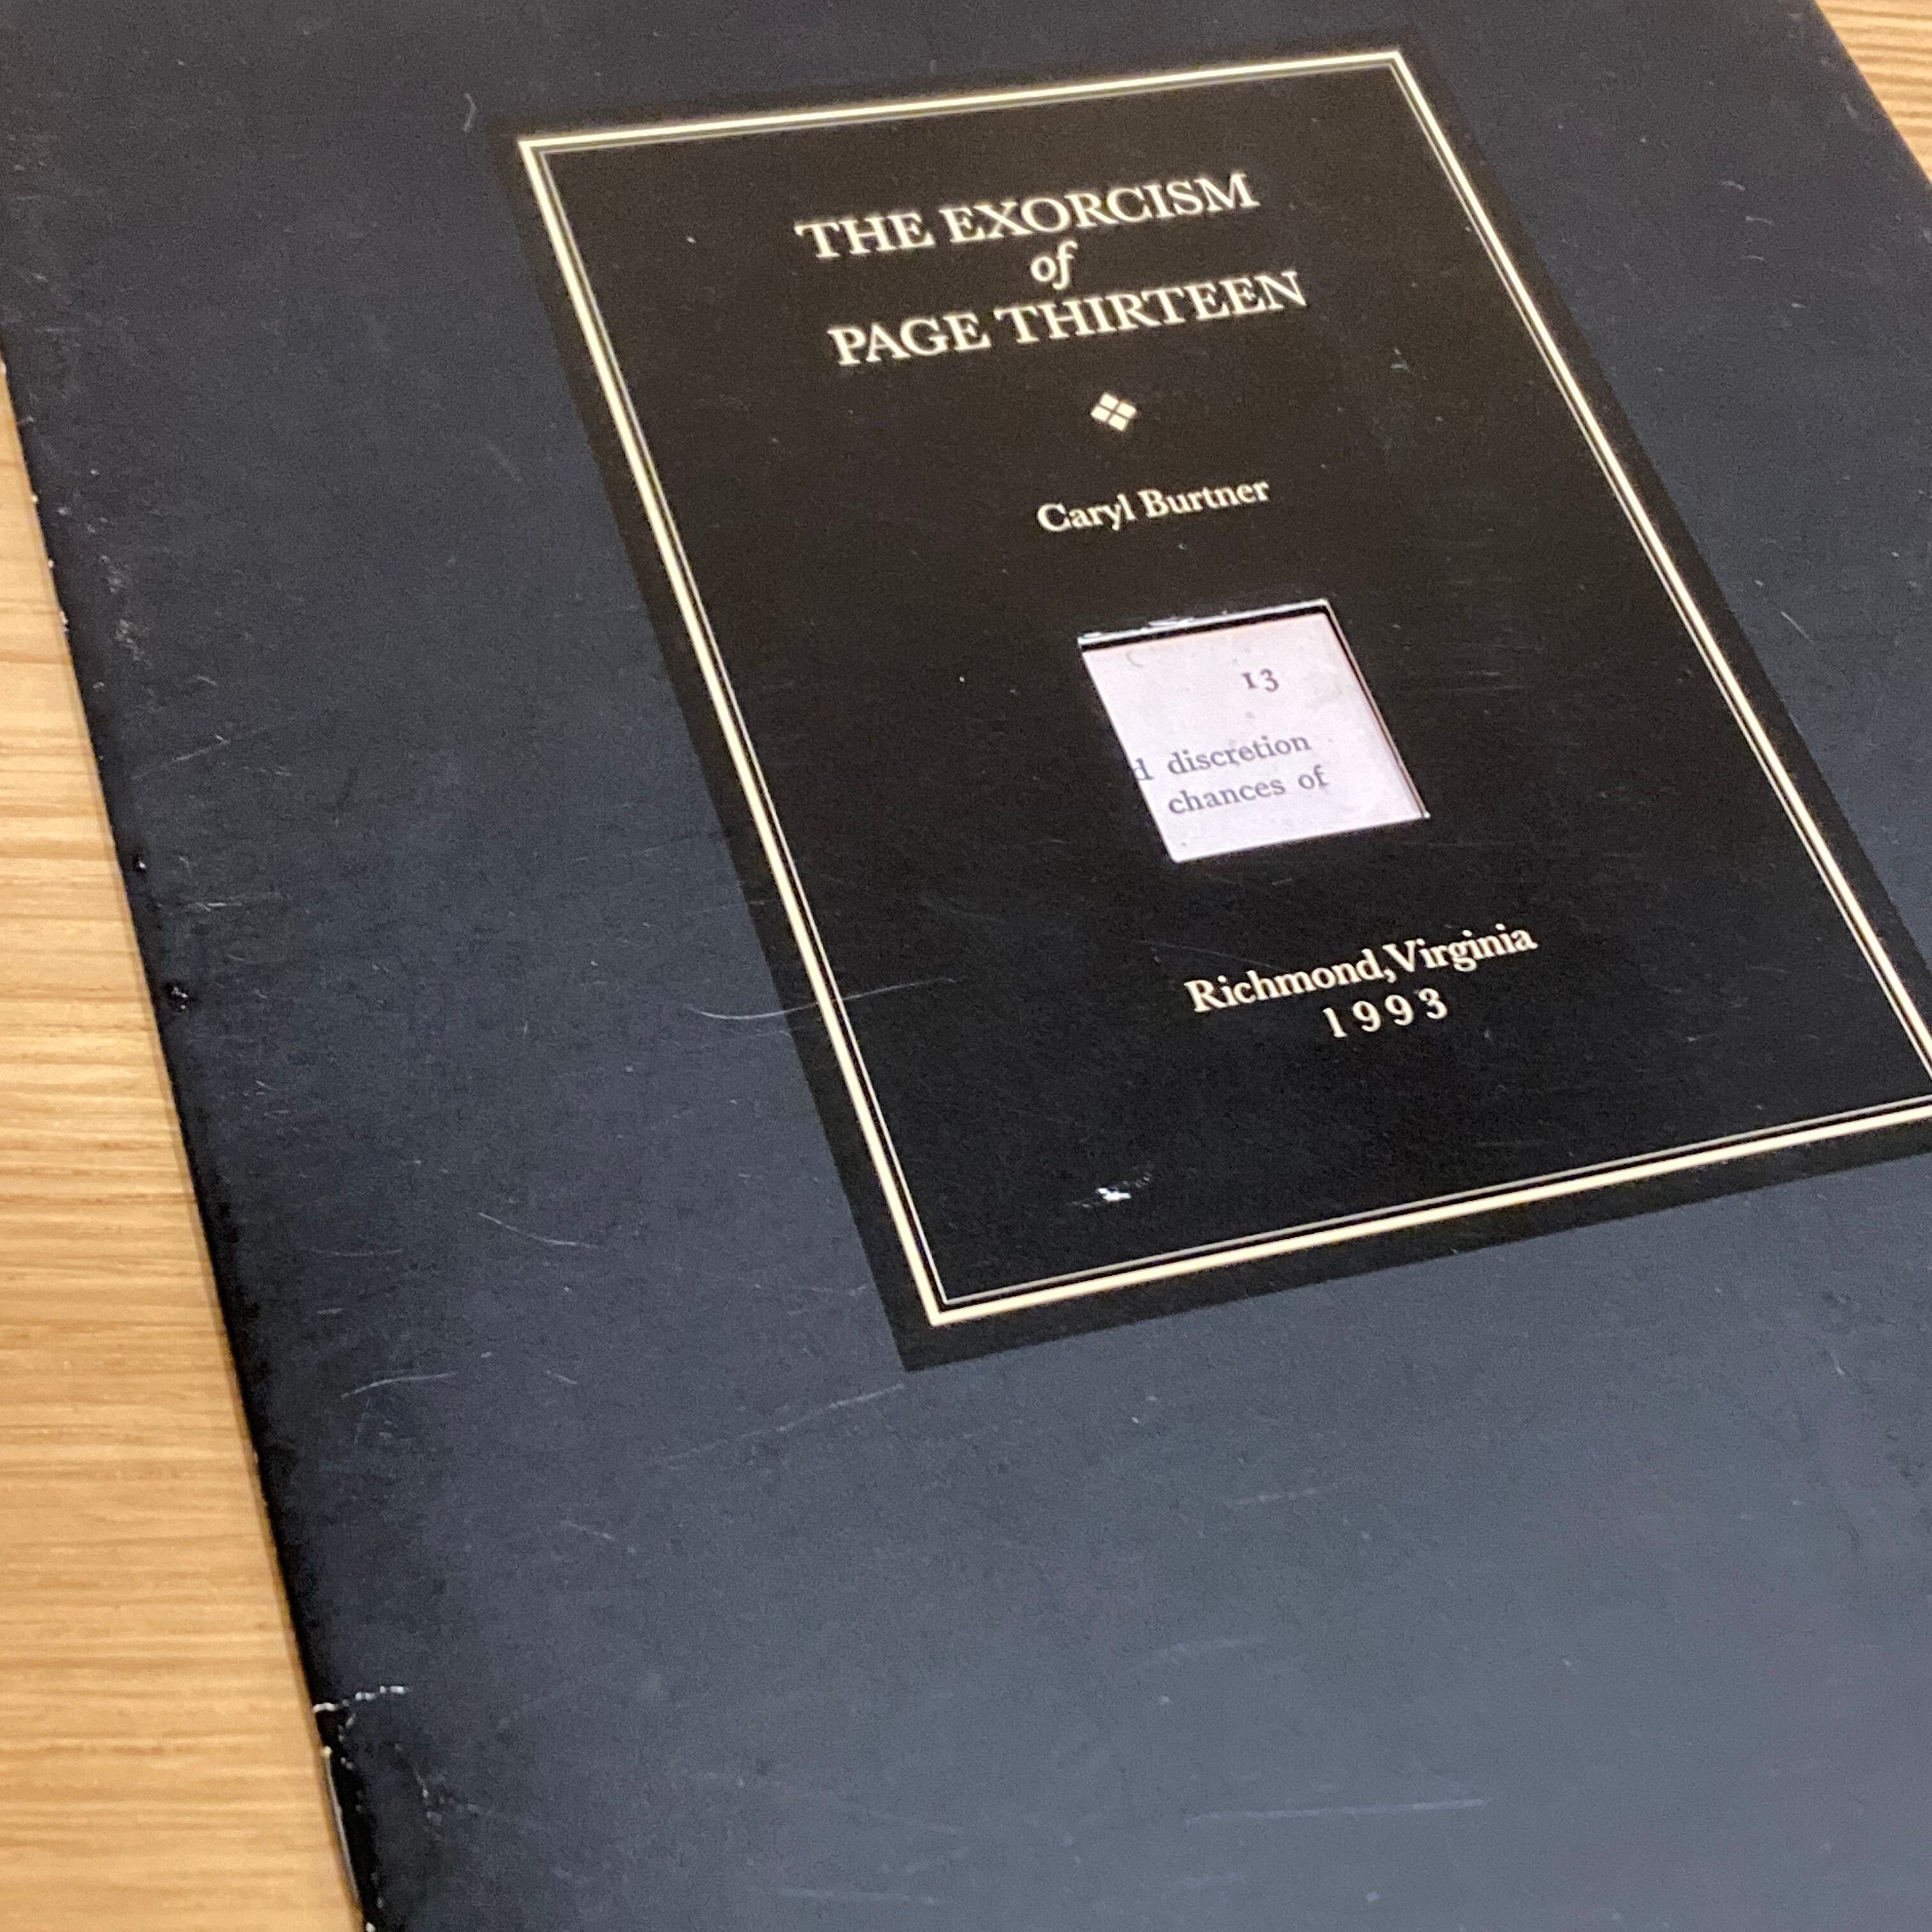 THE EXORCISM
of
PAGE THIRTEEN
Caryl Burtner
13
d discretion
chances of
Richmond, Virginia
1993